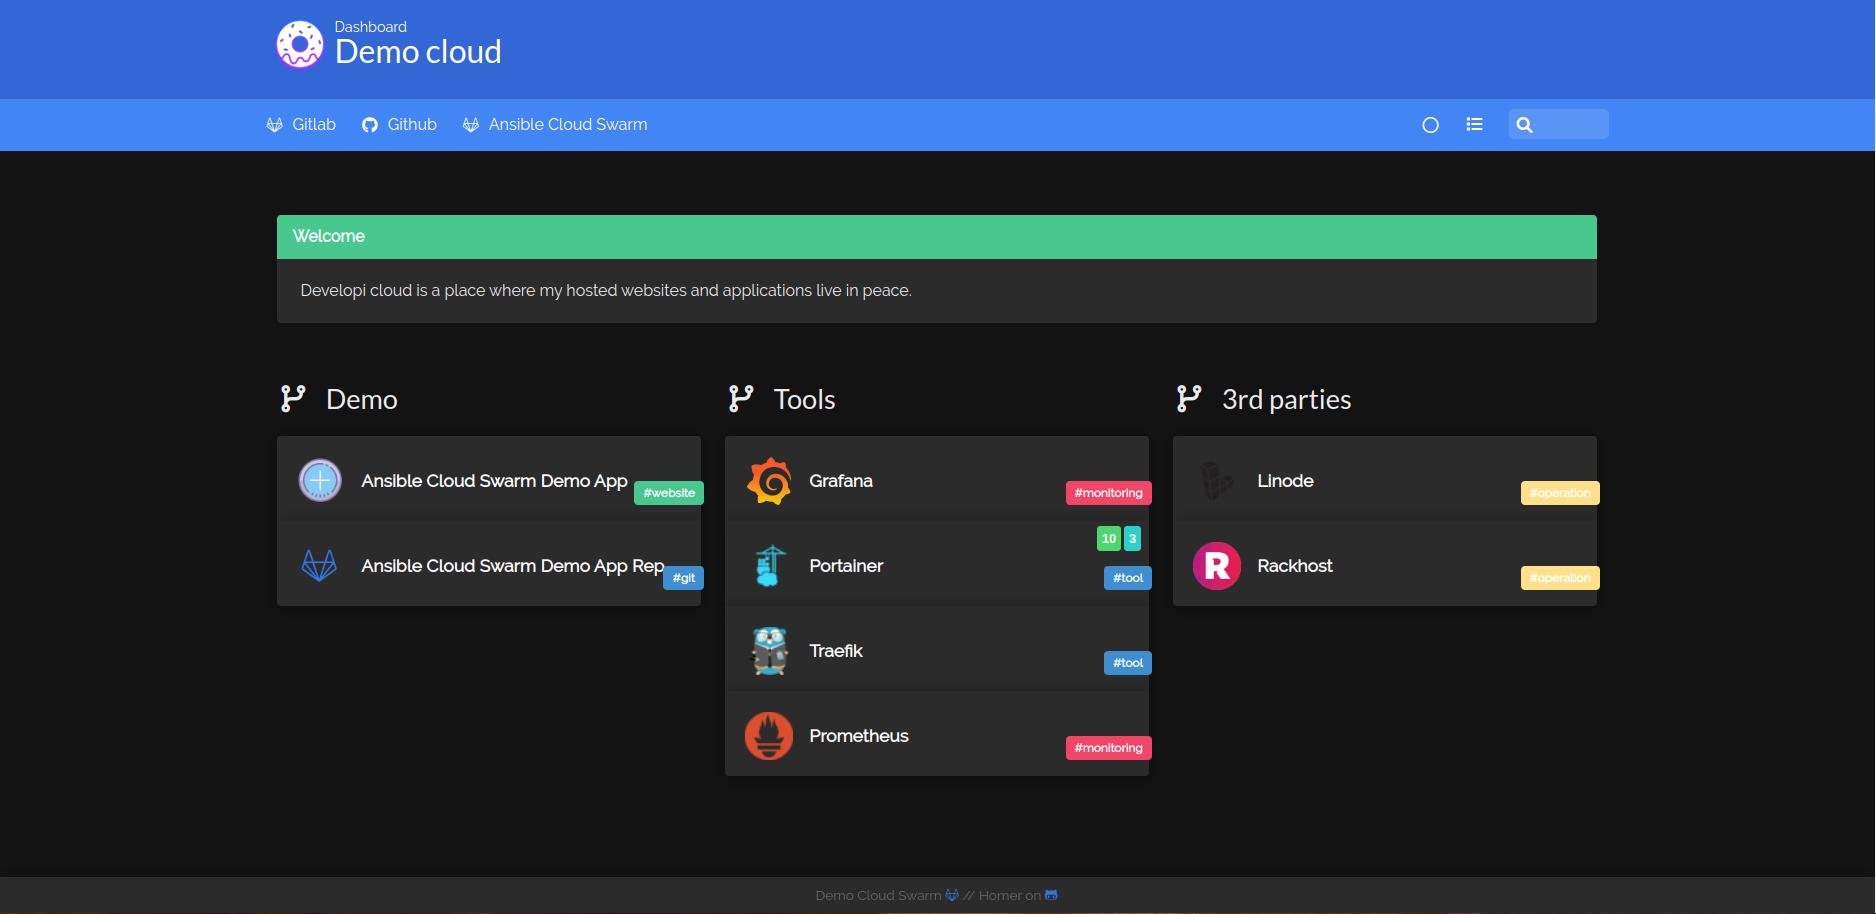 Dashboard
Demo cloud
Gitlab
Github
Ansible Cloud Swarm
Welcome
Developi cloud is a place where my hosted websites and applications live in peace.
Demo
Ansible Cloud Swarm Demo App
#website
Ansible Cloud Swarm Demo App Rep
#git
Tools
Grafana
#monitoring
10 3
Portainer
#tool
Traefik
#tool
Prometheus
#monitoring
3rd parties
Linode
#operation
R
Rackhost
#operation
Demo Cloud Swarm // Homer on